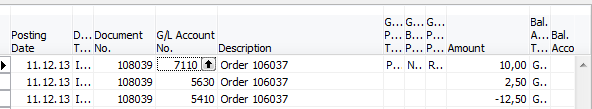 G... G... G... Bal.
Posting D... Document G/L Account P... P... P... A... Bal.
Date T... No. No. Description T... B... P... Amount T... Acco
11.12.13 I... 108039 7110 Order 106037 P... N... R... 10,00 G...
11.12.13 I... 108039 5630 Order 106037 2,50 G...
11.12.13 I... 108039 5410 Order 106037 -12,50 G...